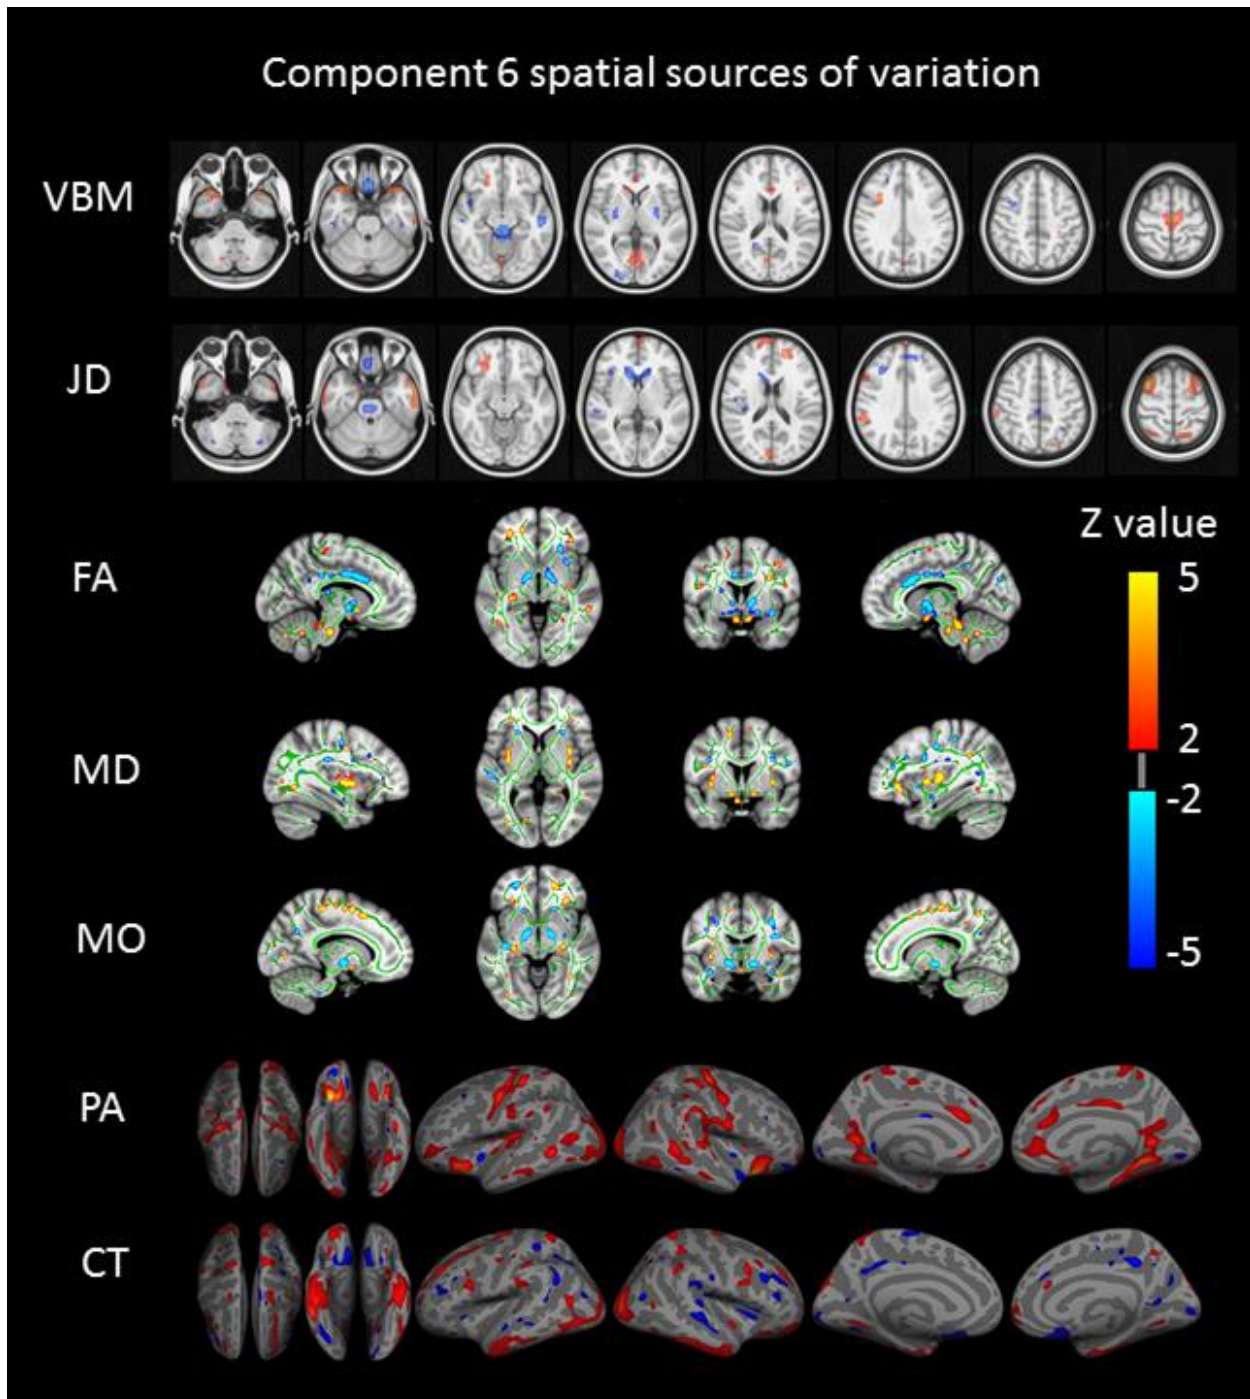 Component 6 spatial sources of variation
VBM
JD
Z value
FA
5
MD
2
-2
MO
-5
PA
CT